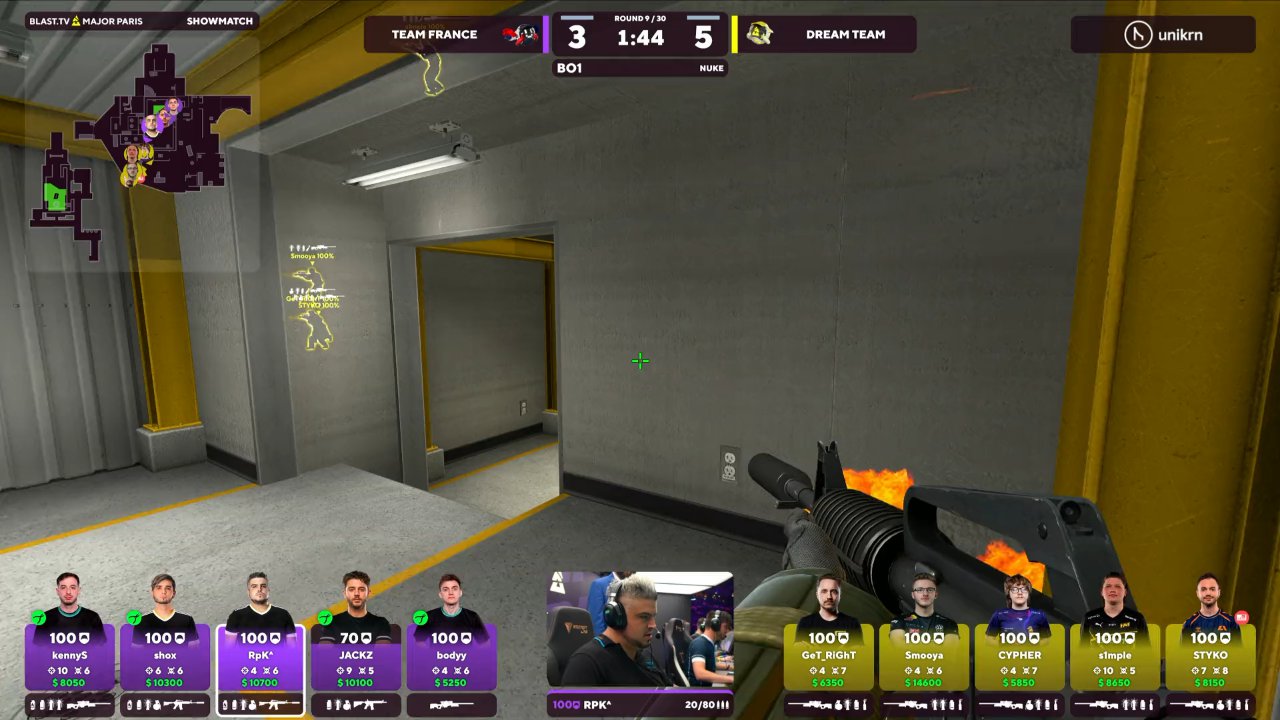 BLAST.TV MAJOR PARIS SHOWMATCH
TEAM FRANCE
3
ROUND 9 / 30
1:44
5
DREAM TEAM
BO1 NUKE
unikrn
Smooya 100%
STYKO 100%
100 kennyS 10 6 $8050
100 shox 6 6 $10300
100 RpK^ 4 6 $10700
70 JACKZ 9 5 $10100
100 bodyy 4 6 $5250
100 RPK^ 20/80
100 GeT_RiGhT 4 7 $6350
100 Smooya 4 6 $14600
100 CYPHER 4 7 $5850
100 s1mple 10 5 $8650
100 STYKO 7 8 $8150